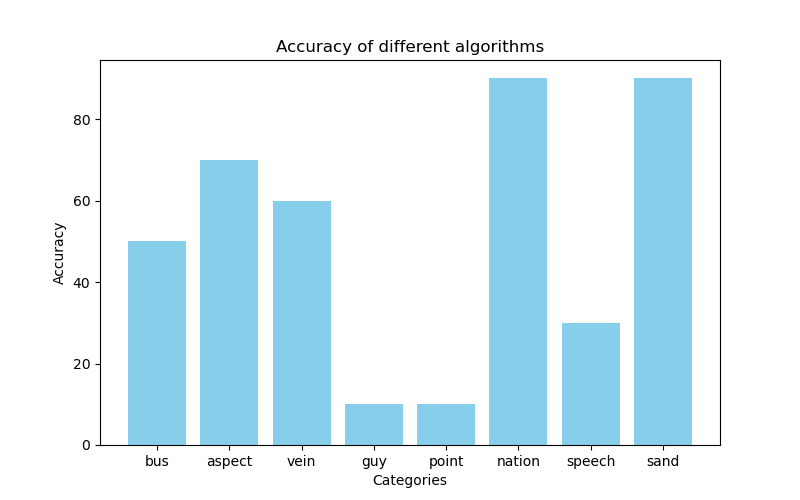 Accuracy of different algorithms
Accuracy
80
60
40
20
0
bus aspect vein guy point nation speech sand
Categories